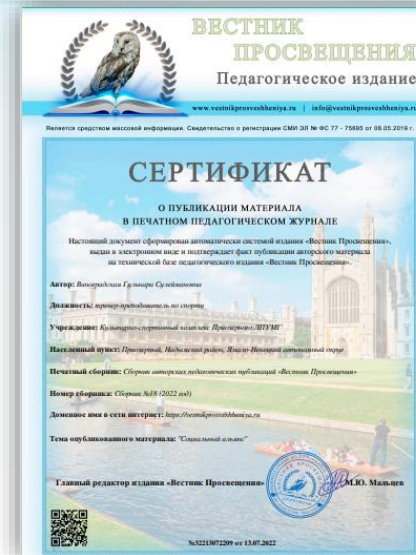 ВЕСТНИК
ПРОСВЕЩЕНИЯ
Педагогическое издание
www.vestnikprosveshheniya.ru | info@vestnikprosveshheniya.ru
Является средством массовой информации. Свидетельство о регистрации СМИ ЭЛ № ФС 77 - 75695 от 08.05.2019 г.
СЕРТИФИКАТ
О ПУБЛИКАЦИИ МАТЕРИАЛА
В ПЕЧАТНОМ ПЕДАГОГИЧЕСКОМ ЖУРНАЛЕ
Настоящий документ сформирован автоматически системой издания «Вестник Просвещения»,
выдан в электронном виде и подтверждает факт публикации авторского материала
на технической базе педагогического издания «Вестник Просвещения».
Автор: Виноградская Гульнара Сулеймановна
Должность: тренер-преподаватель по спорту
Учреждение: Культурно-спортивный комплекс Приозерного ЛПУМГ
Населенный пункт: Приозерный, Надымский район, Ямало-Ненецкий автономный округ
Печатный сборник: Сборник авторских педагогических публикаций «Вестник Просвещения»
Номер сборника: Сборник №18 (2022 год)
Доменное имя в сети интернет: https://vestnikprosveshheniya.ru
Тема опубликованного материала: "Социальный альянс"
Главный редактор издания «Вестник Просвещения» М.Ю. Мальцев
№32213072209 от 13.07.2022